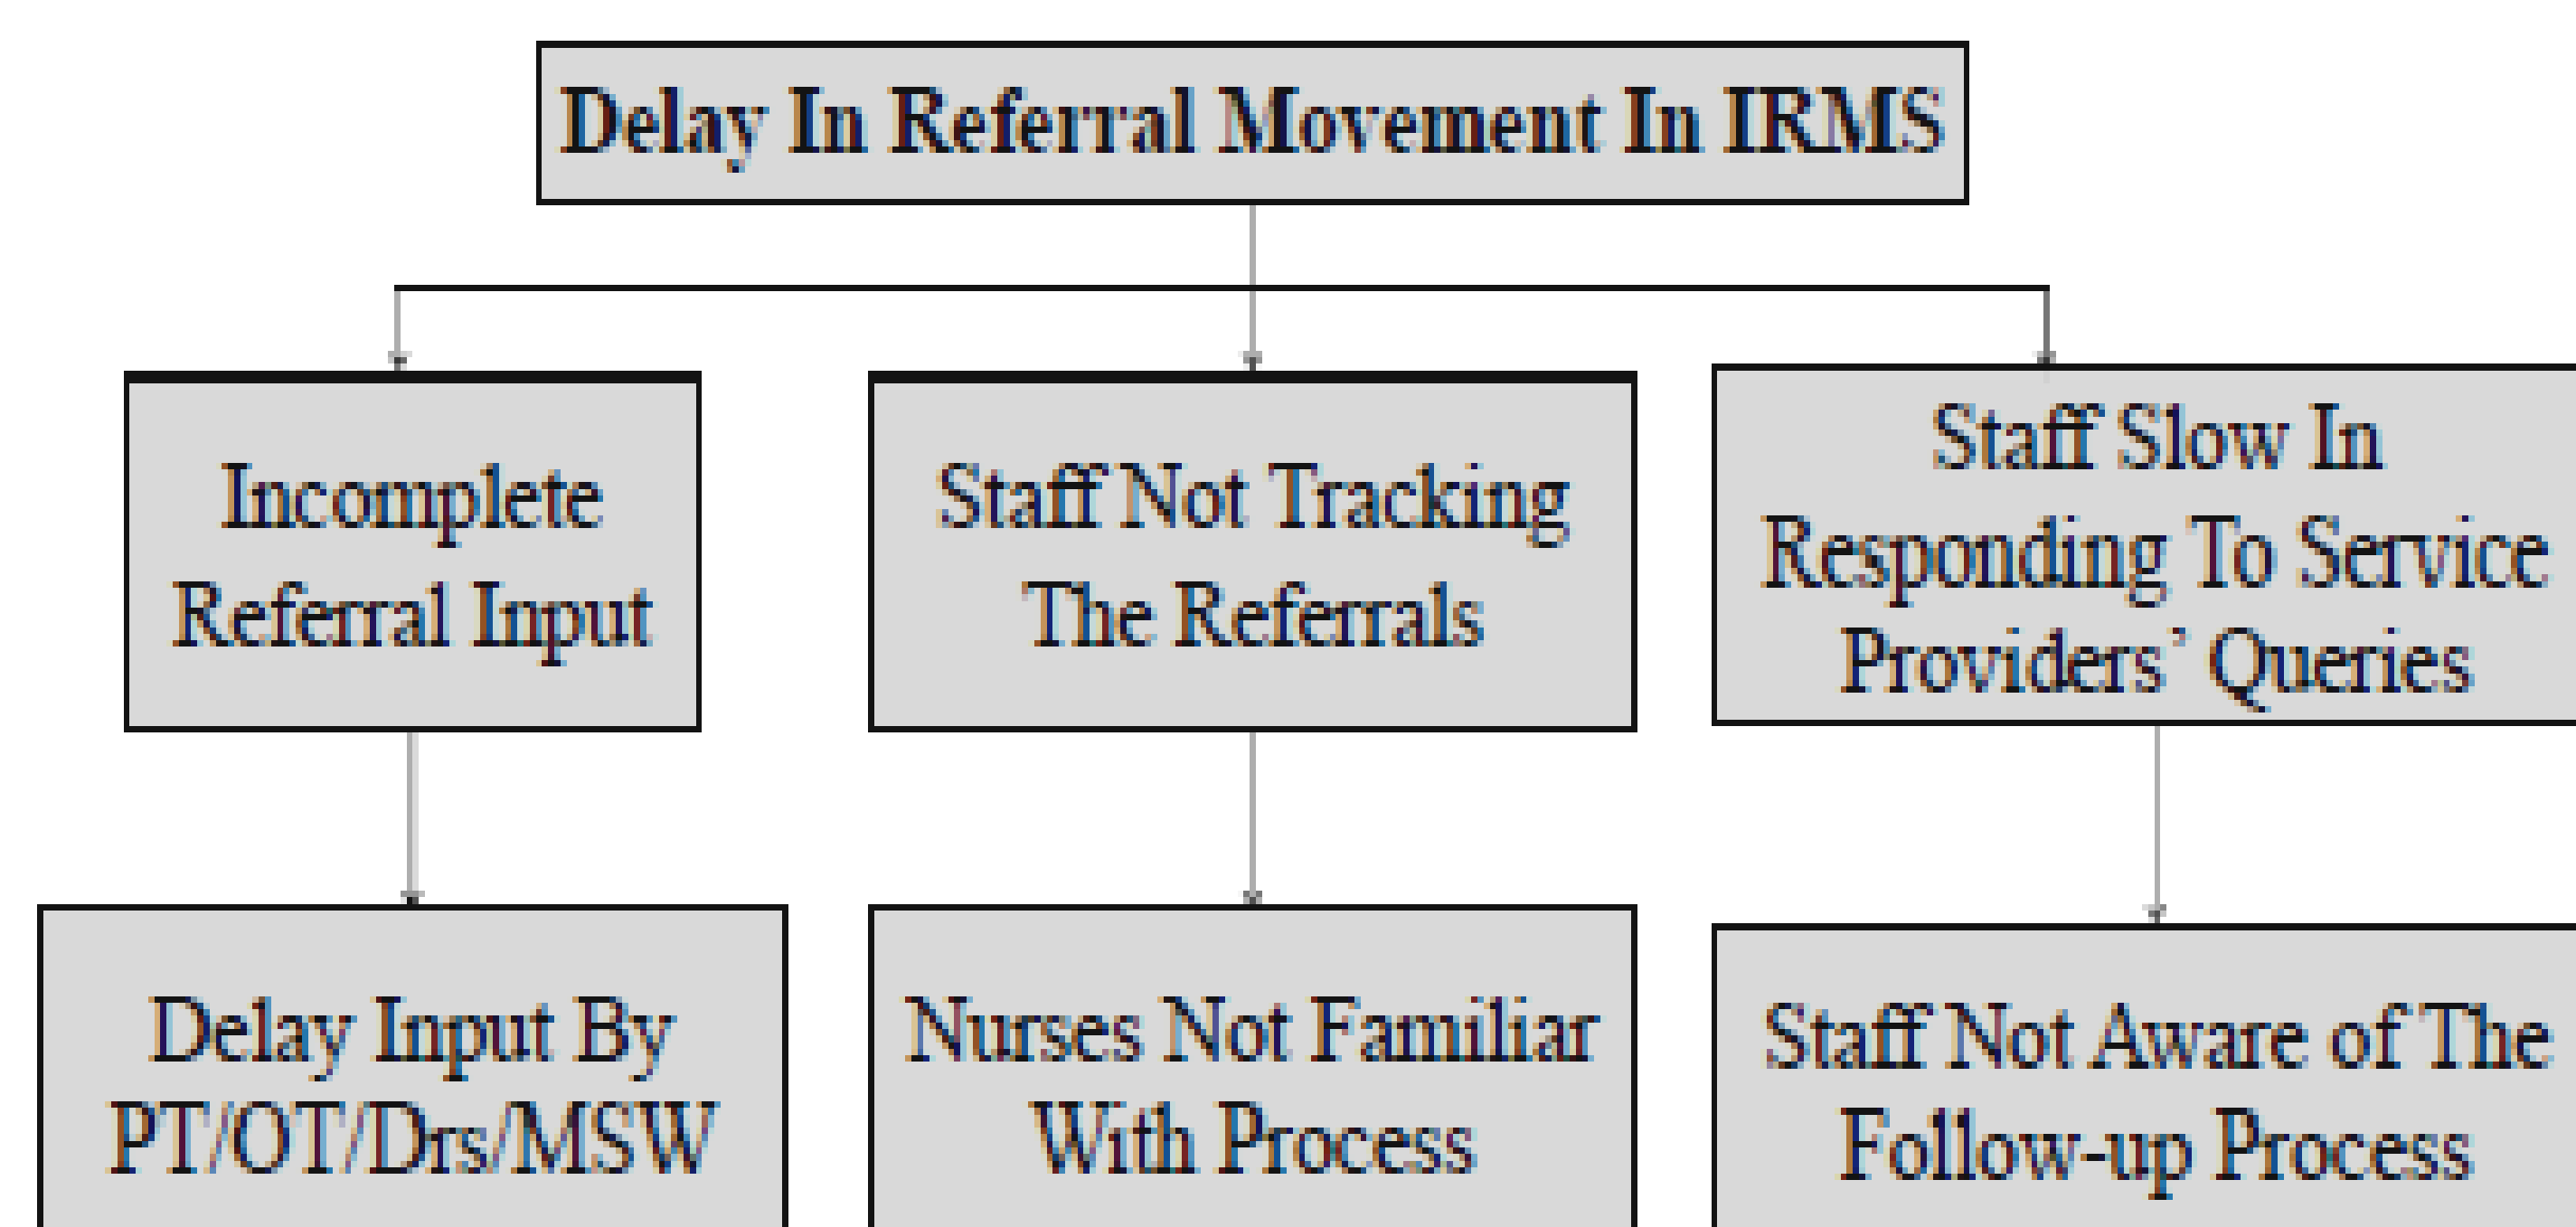 Delay In Referral Movement In IRMS
Incomplete
Referral Input
Staff Not Tracking
The Referrals
Staff Slow In
Responding To Service
Providers’ Queries
Delay Input By
PT/OT/Drs/MSW
Nurses Not Familiar
With Process
Staff Not Aware of The
Follow-up Process